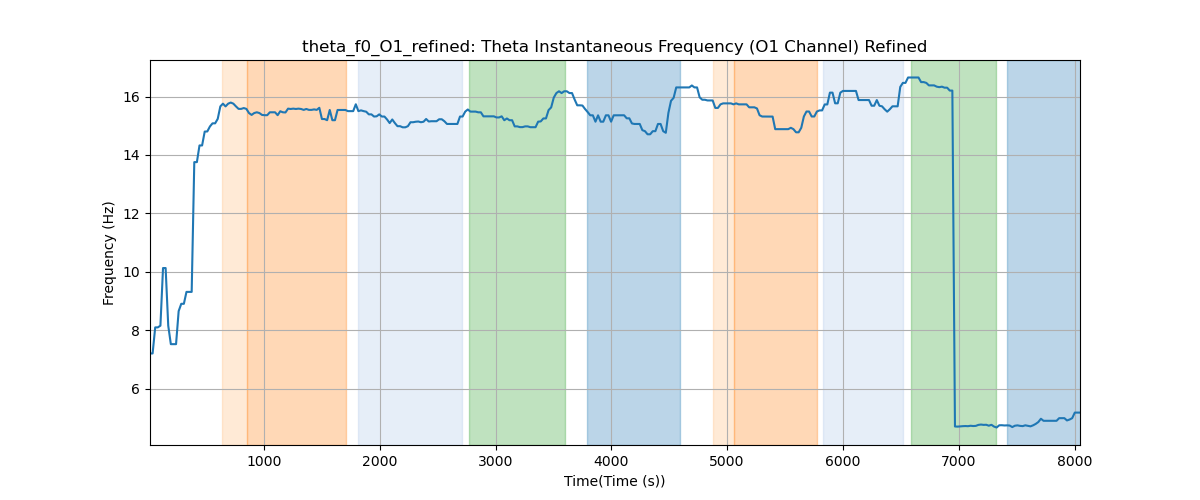 theta_f0_O1_refined: Theta Instantaneous Frequency (O1 Channel) Refined
Frequency (Hz)
16
14
12
10
8
6
1000 2000 3000 4000 5000 6000 7000 8000
Time(Time (s))